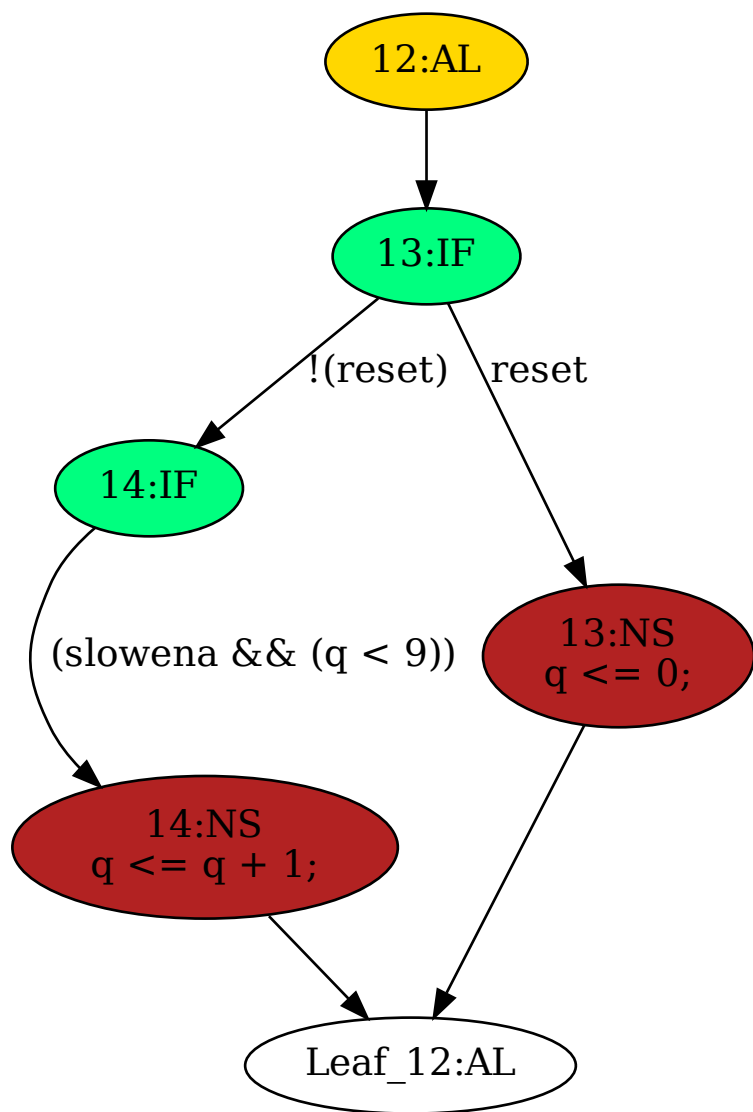 12:AL
13:IF
!(reset)
reset
14:IF
(slowena && (q < 9))
13:NS
q <= 0;
14:NS
q <= q + 1;
Leaf_12:AL